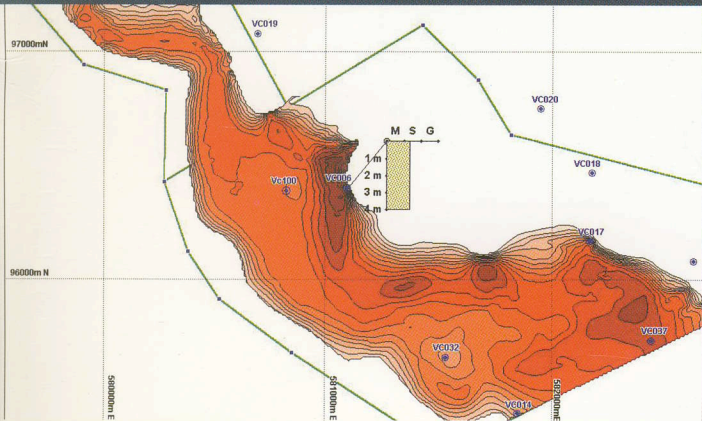 VC019
97000mN
VC020
M S G
1 m
2 m
3 m
4 m
VC018
Vc100
VC006
VC017
96000m N
VC037
VC032
VC014
580000m E
581000m E
582000m E